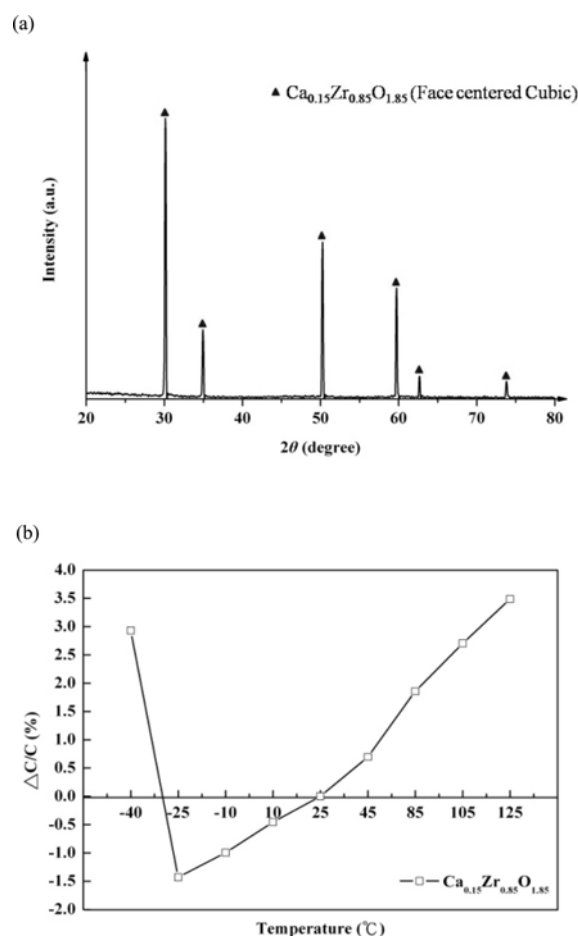 (a)
▲ Ca0.15Zr0.85O1.85 (Face centered Cubic)
Intensity (a.u.)
20 30 40 50 60 70 80
2θ (degree)
(b)
4.0
3.5
3.0
2.5
2.0
1.5
1.0
0.5
0.0
-0.5
-1.0
-1.5
-2.0
△C/C (%)
-40 -25 -10 10 25 45 85 105 125
Ca0.15Zr0.85O1.85
Temperature (℃)